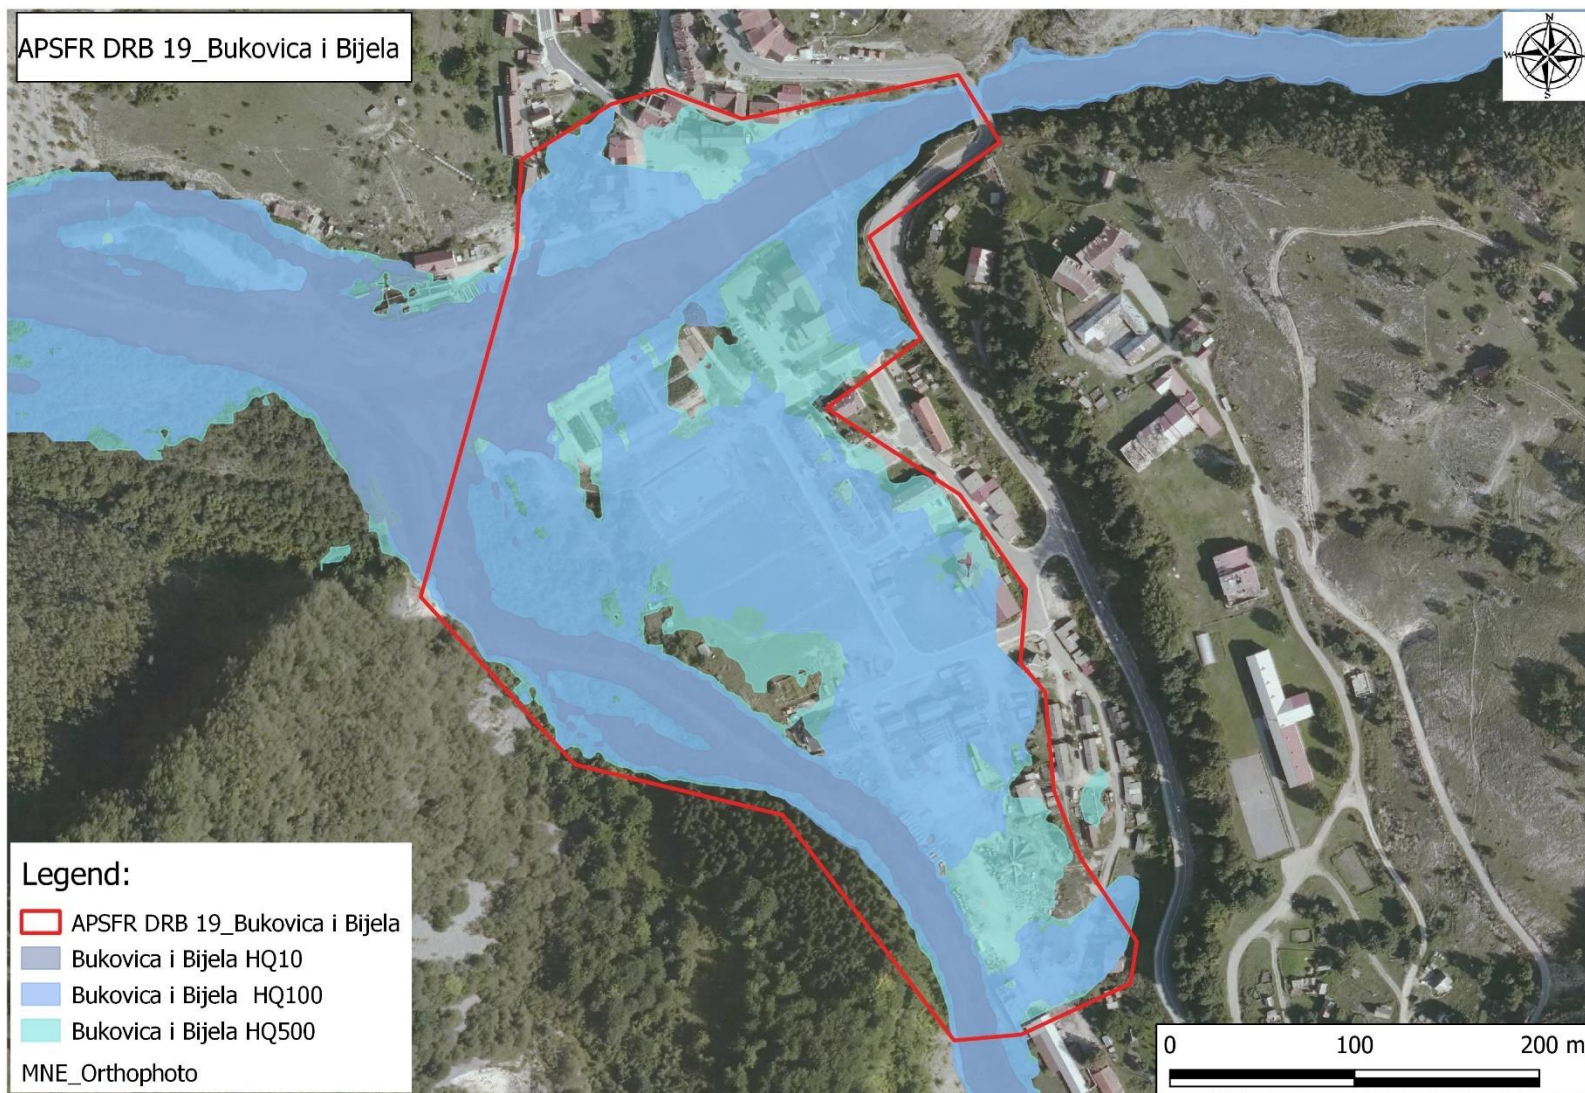 APSFR DRB 19_Bukovica i Bijela
N
W
E
S
Legend:
APSFR DRB 19_Bukovica i Bijela
Bukovica i Bijela HQ10
Bukovica i Bijela  HQ100
Bukovica i Bijela HQ500
MNE_Orthophoto
0 100 200 m